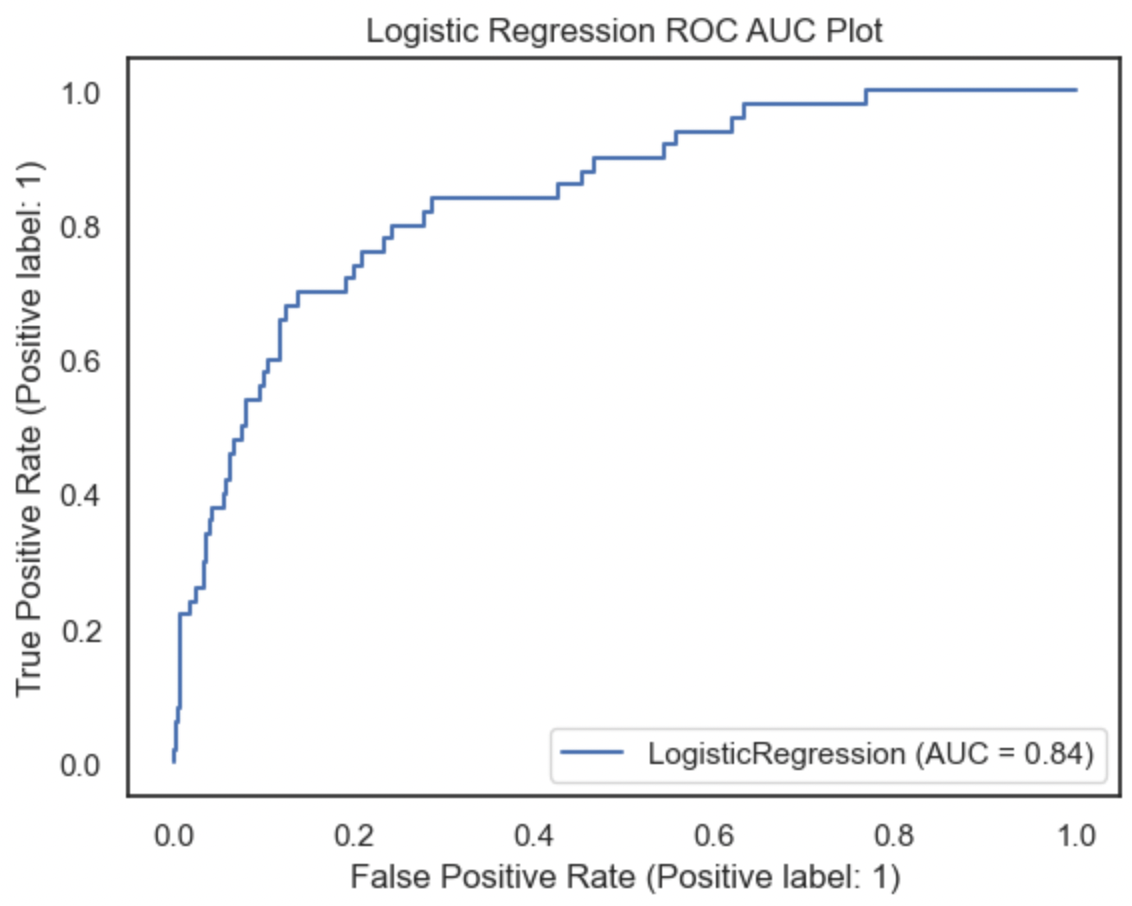 Logistic Regression ROC AUC Plot
True Positive Rate (Positive label: 1)
1.0
0.8
0.6
0.4
0.2
0.0
LogisticRegression (AUC = 0.84)
0.0 0.2 0.4 0.6 0.8 1.0
False Positive Rate (Positive label: 1)